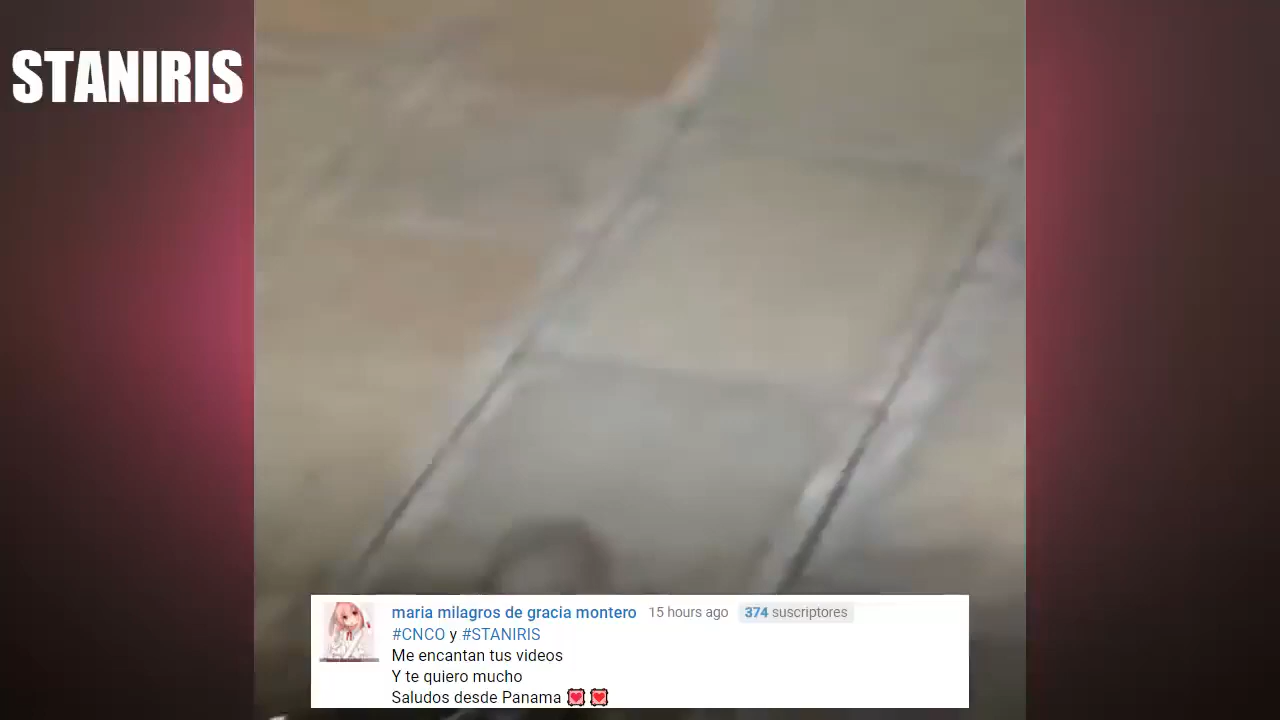 STANIRIS
maria milagros de gracia montero 15 hours ago 374 suscriptores
#CNCO y #STANIRIS
Me encantan tus videos
Y te quiero mucho
Saludos desde Panama 💟 💟